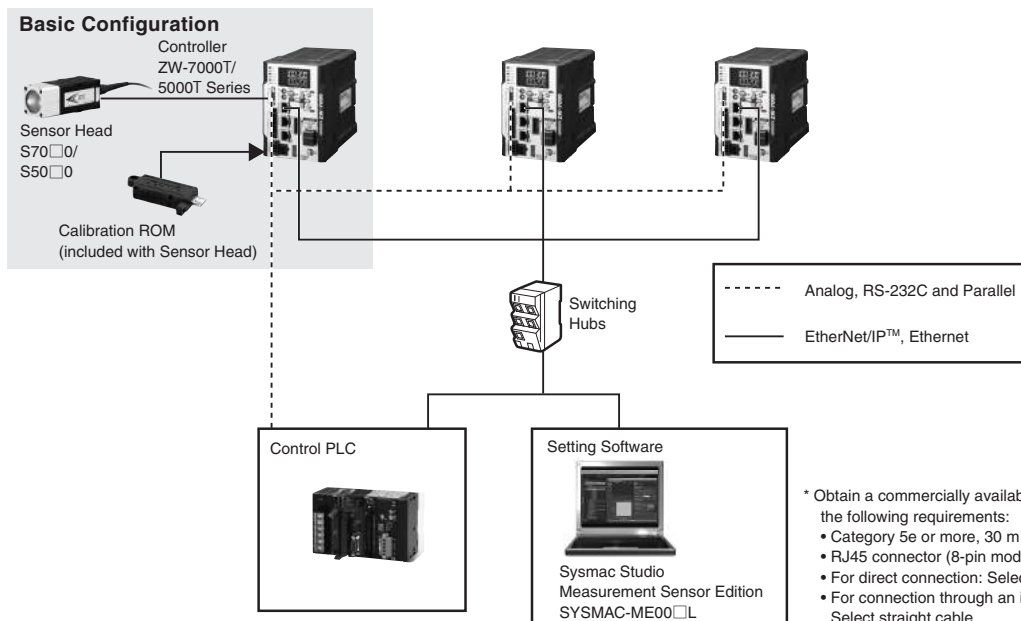 Basic Configuration
Controller
ZW-7000T/
5000T Series
Sensor Head
S70□0/
S50□0
Calibration ROM
(included with Sensor Head)
Switching
Hubs
Analog, RS-232C and Parallel
EtherNet/IP™, Ethernet
Control PLC
Setting Software
Sysmac Studio
Measurement Sensor Edition
SYSMAC-ME00□L
* Obtain a commercially
the following requirements:
• Category 5e or more, 30 m
• RJ45 connector (8-pin
• For direct connection:
• For connection through an
Select straight cable